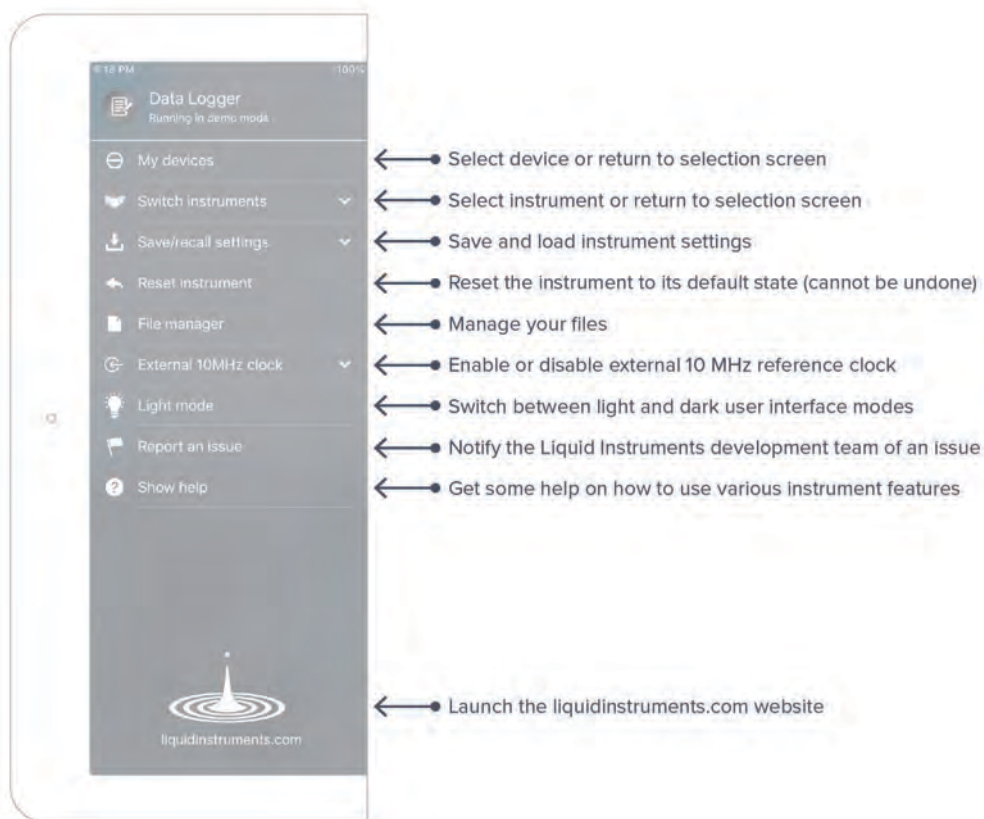 6:18 PM 100%
Data Logger
Running in demo mode
My devices
Select device or return to selection screen
Switch instruments
Select instrument or return to selection screen
Save/recall settings
Save and load instrument settings
Reset instrument
Reset the instrument to its default state (cannot be undone)
File manager
Manage your files
External 10MHz clock
Enable or disable external 10 MHz reference clock
Light mode
Switch between light and dark user interface modes
Report an issue
Notify the Liquid Instruments development team of an issue
Show help
Get some help on how to use various instrument features
Launch the liquidinstruments.com website
liquidinstruments.com